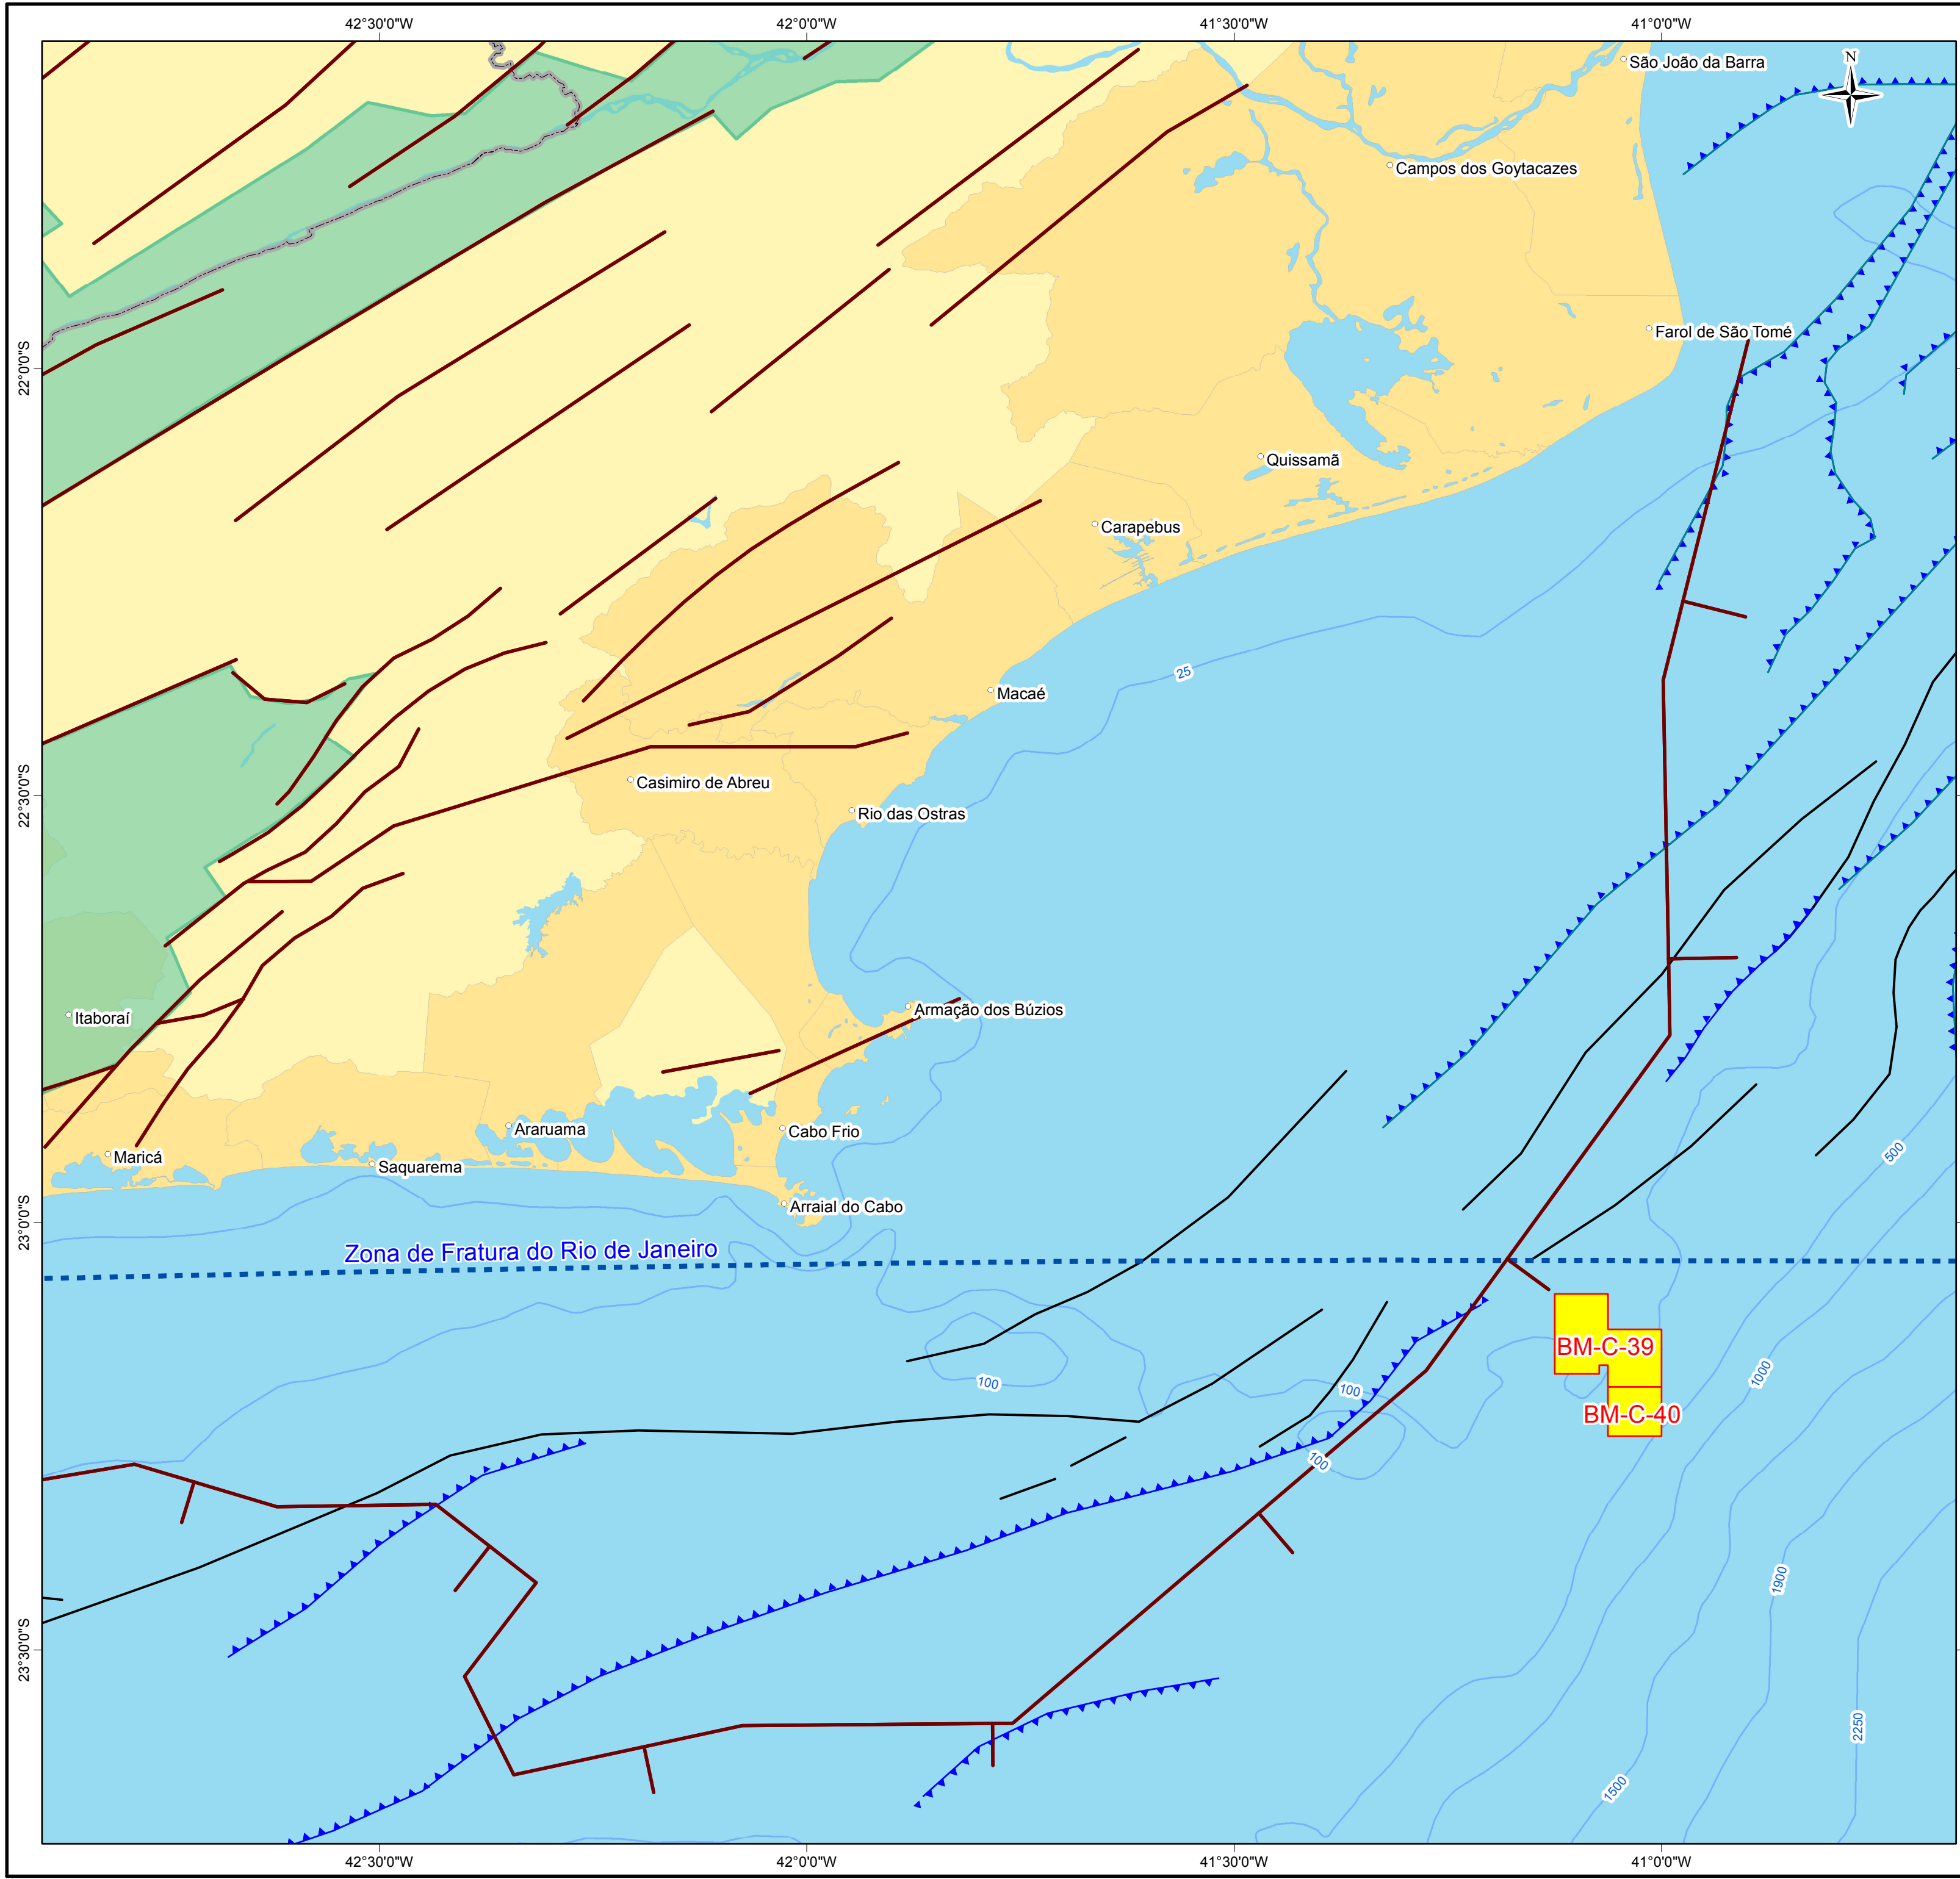 42°30'0"W
42°0'0"W
41°30'0"W
41°0'0"W
N
São João da Barra
Campos dos Goytacazes
Farol de São Tomé
22°0'0"S
Quissamã
Carapebus
25
Macaé
Casimiro de Abreu
22°30'0"S
Rio das Ostras
Armação dos Búzios
Itaboraí
Araruama
Cabo Frio
Maricá
Saquarema
500
Arraial do Cabo
23°0'0"S
Zona de Fratura do Rio de Janeiro
BM-C-39
1000
100
100
BM-C-40
100
1900
23°30'0"S
2250
1500
42°30'0"W
42°0'0"W
41°30'0"W
41°0'0"W